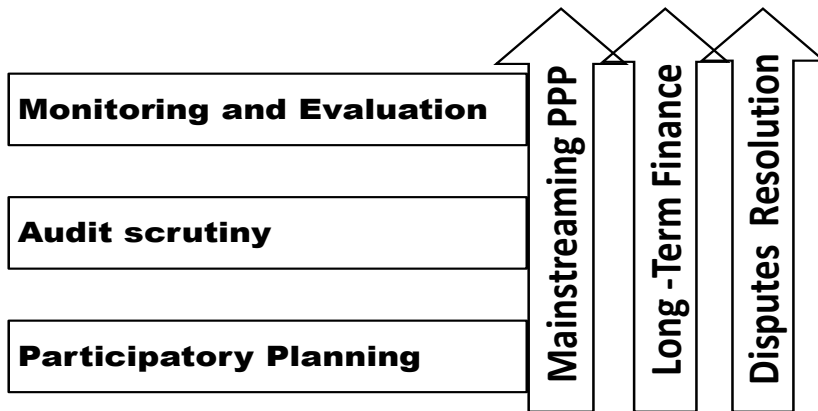 Monitoring and Evaluation
Audit scrutiny
Participatory Planning
Mainstreaming PPP
Long -Term Finance
Disputes Resolution